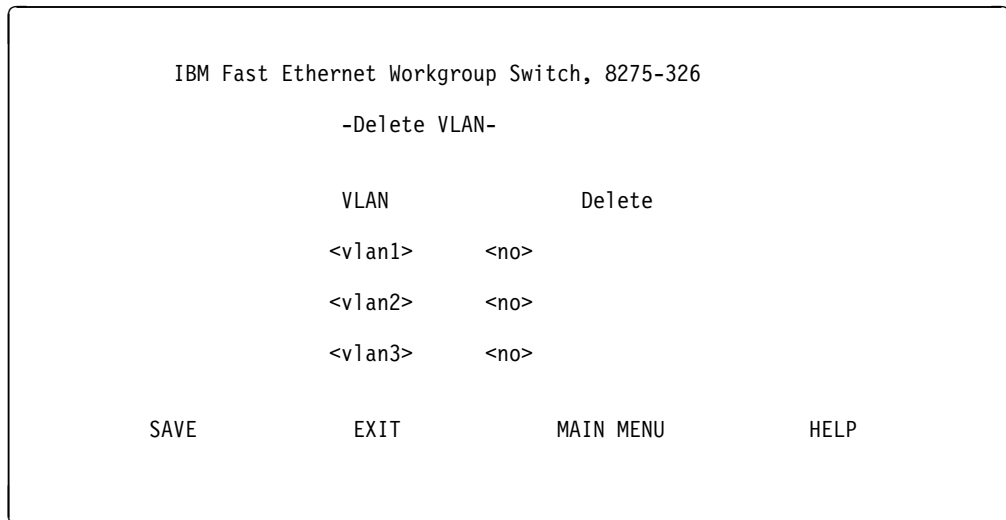 IBM Fast Ethernet Workgroup Switch, 8275-326
-Delete VLAN-
VLAN Delete
<vlan1> <no>
<vlan2> <no>
<vlan3> <no>
SAVE EXIT MAIN MENU HELP